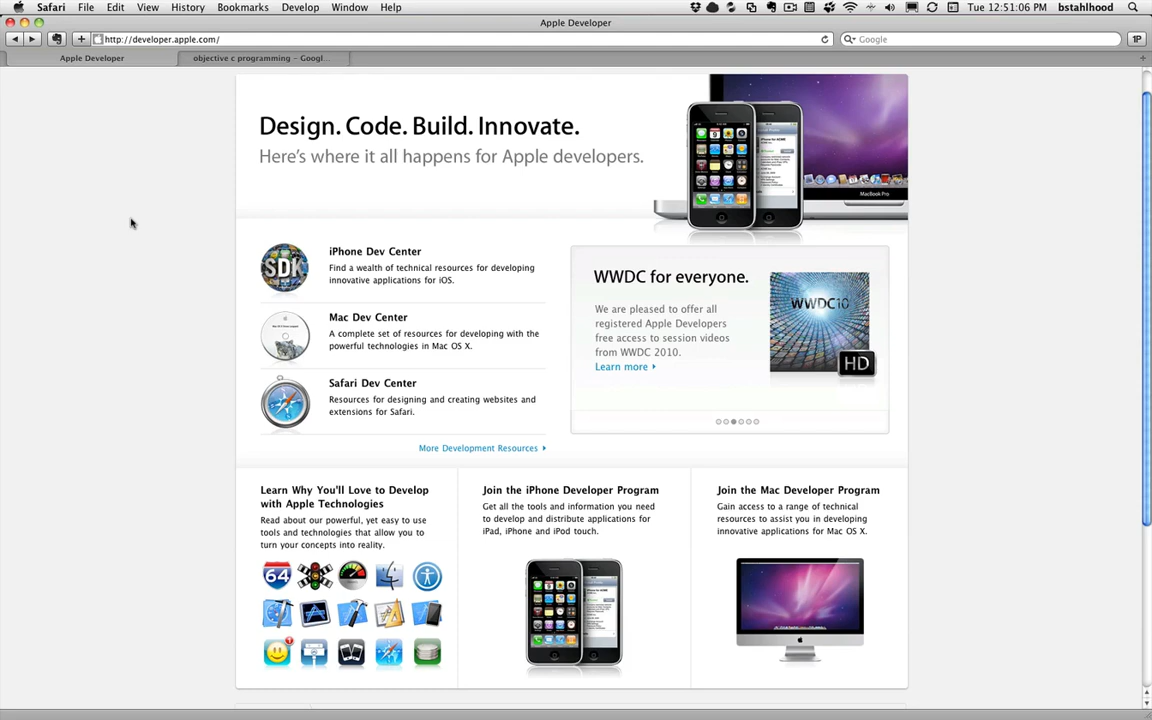 Safari File Edit View History Bookmarks Develop Window Help Tue 12:51:06 PM bstahlhood
Apple Developer
http://developer.apple.com/
Google
1P
Apple Developer
objective c programming – Googl...
Design. Code. Build. Innovate.
Here's where it all happens for Apple developers.
MacBook Pro
SDK
iPhone Dev Center
Find a wealth of technical resources for developing
innovative applications for iOS.
Mac Dev Center
A complete set of resources for developing with the
powerful technologies in Mac OS X.
Safari Dev Center
Resources for designing and creating websites and
extensions for Safari.
More Development Resources
WWDC for everyone.
We are pleased to offer all
registered Apple Developers
free access to session videos
from WWDC 2010.
Learn more
WWDC10
HD
Learn Why You'll Love to Develop
with Apple Technologies
Read about our powerful, yet easy to use
tools and technologies that allow you to
turn your concepts into reality.
64
Join the iPhone Developer Program
Get all the tools and information you need
to develop and distribute applications for
iPad, iPhone and iPod touch.
Join the Mac Developer Program
Gain access to a range of technical
resources to assist you in developing
innovative applications for Mac OS X.